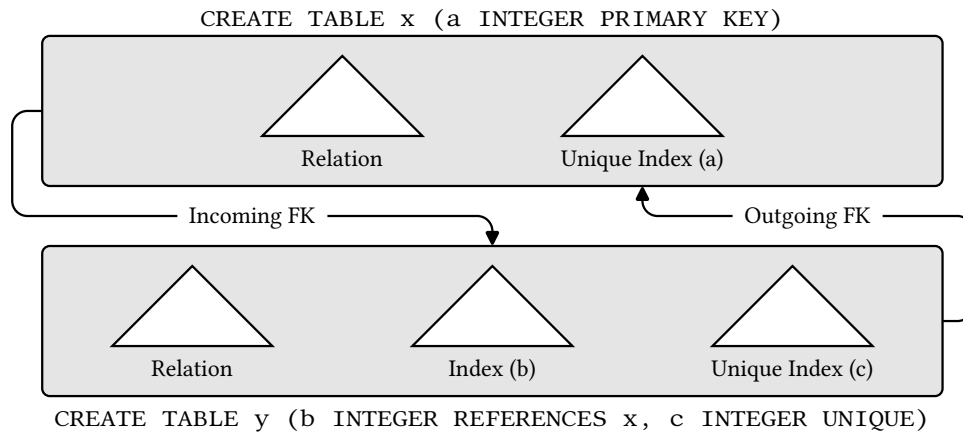 CREATE TABLE x (a INTEGER PRIMARY KEY)
Relation
Unique Index (a)
Incoming FK
Outgoing FK
Relation
Index (b)
Unique Index (c)
CREATE TABLE y (b INTEGER REFERENCES x, c INTEGER UNIQUE)